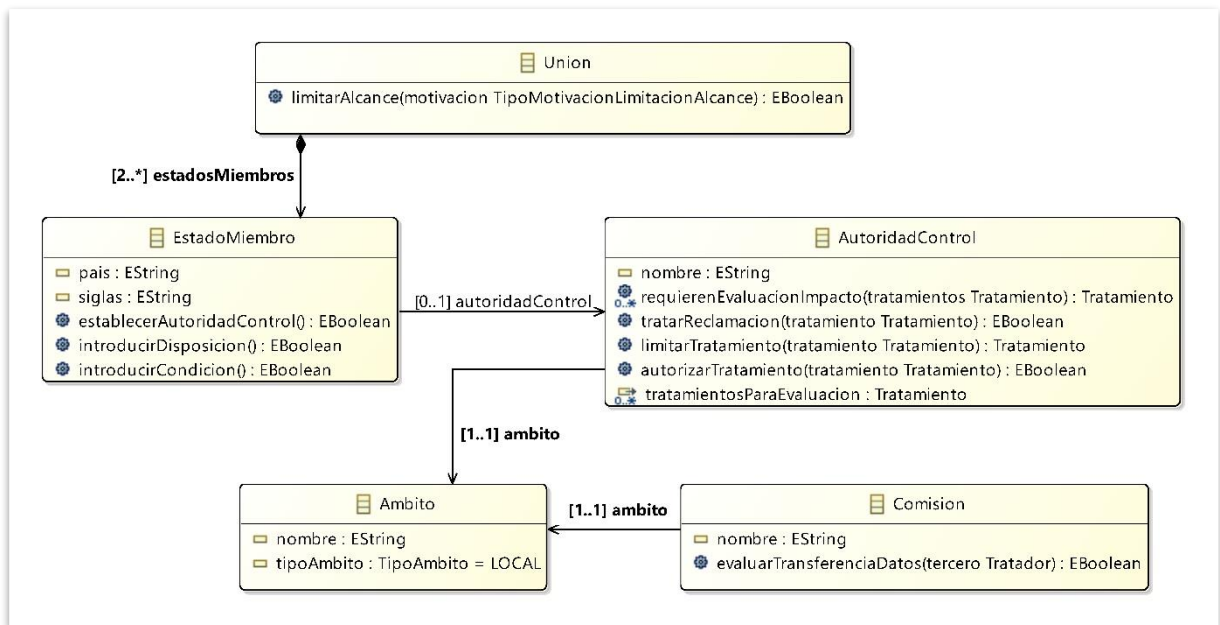 Union
limitarAlcance(motivacion TipoMotivacionLimitacionAlcance) : EBoolean
[2..*] estadosMiembros
EstadoMiembro
pais : EString
siglas : EString
establecerAutoridadControl() : EBoolean
introducirDisposicion() : EBoolean
introducirCondicion() : EBoolean
[0..1] autoridadControl
AutoridadControl
nombre : EString
0..* requierenEvaluacionImpacto(tratamientos Tratamiento) : Tratamiento
tratarReclamacion(tratamiento Tratamiento) : EBoolean
limitarTratamiento(tratamiento Tratamiento) : Tratamiento
autorizarTratamiento(tratamiento Tratamiento) : EBoolean
0..* tratamientosParaEvaluacion : Tratamiento
[1..1] ambito
Ambito
nombre : EString
tipoAmbito : TipoAmbito = LOCAL
[1..1] ambito
Comision
nombre : EString
evaluarTransferenciaDatos(tercero Tratador) : EBoolean